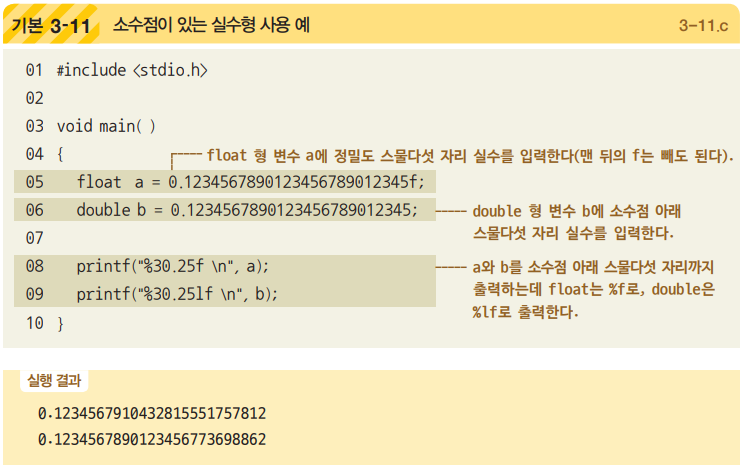 기본 3-11 소수점이 있는 실수형 사용 예 3-11.c
01 #include <stdio.h>
02
03 void main( )
04 {
float 형 변수 a에 정밀도 스물다섯 자리 실수를 입력한다(맨 뒤의 f는 빼도 된다).
05 float a = 0.1234567890123456789012345f;
06 double b = 0.1234567890123456789012345;
double 형 변수 b에 소수점 아래
스물다섯 자리 실수를 입력한다.
07
08 printf("%30.25f \n", a);
09 printf("%30.25lf \n", b);
a와 b를 소수점 아래 스물다섯 자리까지
출력하는데 float는 %f로, double은
%lf로 출력한다.
10 }
실행 결과
0.1234567910432815551757812
0.1234567890123456773698862